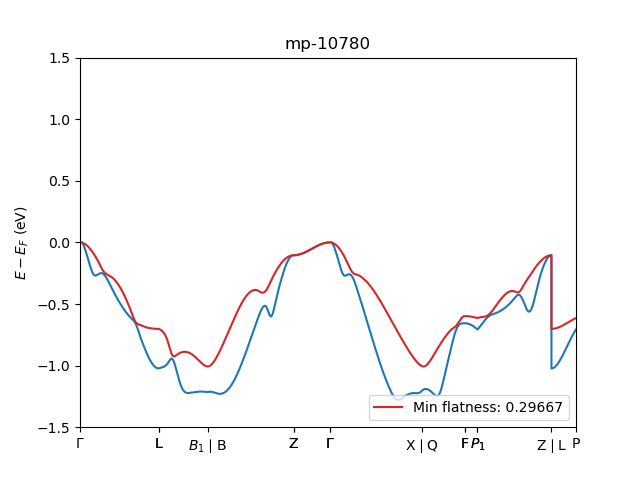 mp-10780
1.5
1.0
0.5
0.0
−0.5
−1.0
−1.5
E − E_F (eV)
Min flatness: 0.29667
Γ L B₁ | B Z Γ X | Q F P₁ Z | L P